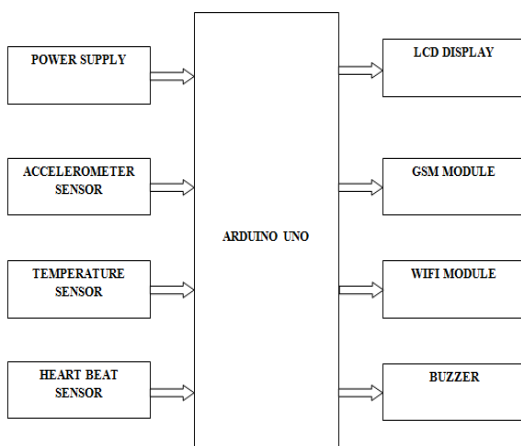 POWER SUPPLY
ACCELEROMETER
SENSOR
TEMPERATURE
SENSOR
HEART BEAT
SENSOR
ARDUINO UNO
LCD DISPLAY
GSM MODULE
WIFI MODULE
BUZZER